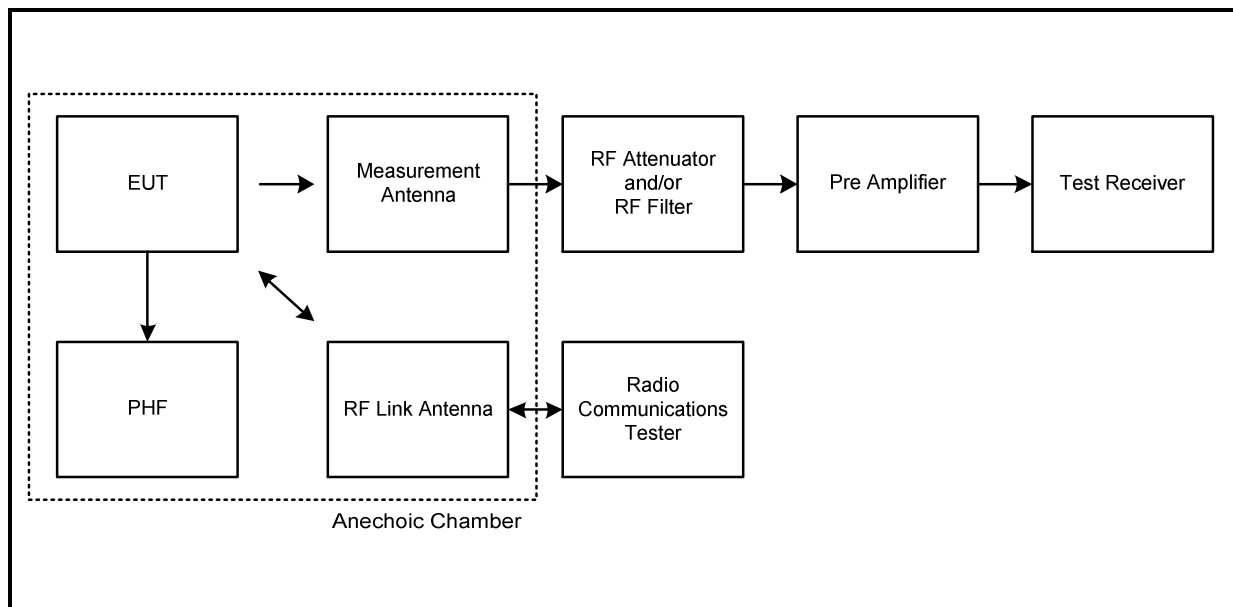 EUT
Measurement
Antenna
RF Attenuator
and/or
RF Filter
Pre Amplifier
Test Receiver
PHF
RF Link Antenna
Radio
Communications
Tester
Anechoic Chamber